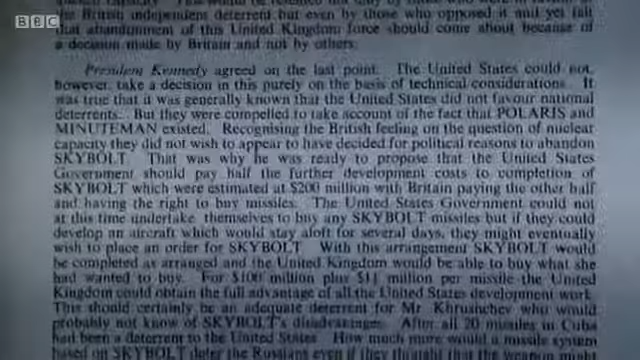 BBC
British independent deterrent but even by those who opposed it and yet felt
that abandonment of this United Kingdom force should come about because of
a decision made by Britain and not by others.
President Kennedy agreed on the last point. The United States could not,
however, take a decision in this purely on the basis of technical considerations. It
was true that it was generally known that the United States did not favour national
deterrents. But they were compelled to take account of the fact that POLARIS and
MINUTEMAN existed. Recognising the British feeling on the question of nuclear
capacity they did not wish to appear to have decided for political reasons to abandon
SKYBOLT. That was why he was ready to propose that the United States
Government should pay half the further development costs to completion of
SKYBOLT which were estimated at $200 million with Britain paying the other half
and having the right to buy missiles. The United States Government could not
at this time undertake themselves to buy any SKYBOLT missiles but if they could
develop an aircraft which would stay aloft for several days, they might eventually
wish to place an order for SKYBOLT. With this arrangement SKYBOLT would
be completed as arranged and the United Kingdom would be able to buy what she
had wanted to buy. For $100 million plus $1¼ million per missile the United
Kingdom could obtain the full advantage of all the United States development work.
This should certainly be an adequate deterrent for Mr Khrushchev who would
probably not know of SKYBOLT's disadvantages. After all 20 missiles in Cuba
had been a deterrent to the United States. How much more would a missile system
based on SKYBOLT deter the Russians even if they thought that the